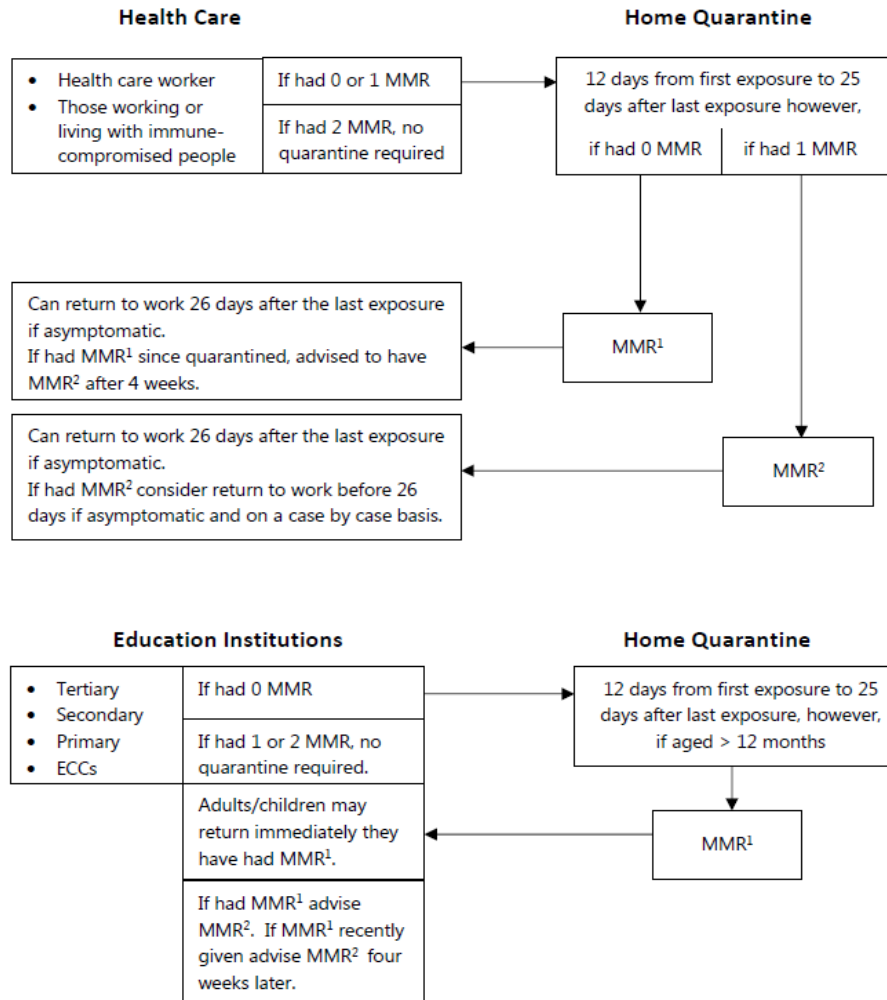 Health Care
Home Quarantine
• Health care worker
• Those working or
living with immune-
compromised people
If had 0 or 1 MMR
If had 2 MMR, no
quarantine required
12 days from first exposure to 25
days after last exposure however,
if had 0 MMR
if had 1 MMR
Can return to work 26 days after the last exposure
if asymptomatic.
If had MMR¹ since quarantined, advised to have
MMR² after 4 weeks.
MMR¹
Can return to work 26 days after the last exposure
if asymptomatic.
If had MMR² consider return to work before 26
days if asymptomatic and on a case by case basis.
MMR²
Education Institutions
Home Quarantine
• Tertiary
• Secondary
• Primary
• ECCs
If had 0 MMR
If had 1 or 2 MMR, no
quarantine required.
Adults/children may
return immediately they
have had MMR¹.
If had MMR¹ advise
MMR². If MMR¹ recently
given advise MMR² four
weeks later.
12 days from first exposure to 25
days after last exposure, however,
if aged > 12 months
MMR¹